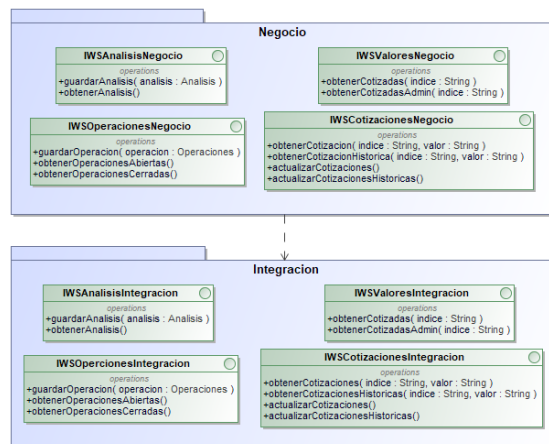 Negocio
IWSAnalisisNegocio
operations
+guardarAnalisis( analisis : Analisis )
+obtenerAnalisis()
IWSValoresNegocio
operations
+obtenerCotizadas( indice : String )
+obtenerCotizadasAdmin( indice : String )
IWSOperacionesNegocio
operations
+guardarOperacion( operacion : Operaciones )
+obtenerOperacionesAbiertas()
+obtenerOperacionesCerradas()
IWSCotizacionesNegocio
operations
+obtenerCotizacion( indice : String, valor : String )
+obtenerCotizacionHistorica( indice : String, valor : String )
+actualizarCotizaciones()
+actualizarCotizacionesHistoricas()
Integracion
IWSAnalisisIntegracion
operations
+guardarAnalisis( analisis : Analisis )
+obtenerAnalisis()
IWSValoresIntegracion
operations
+obtenerCotizadas( indice : String )
+obtenerCotizadasAdmin( indice : String )
IWSOpercionesIntegracion
operations
+guardarOperacion( operacion : Operaciones )
+obtenerOperacionesAbiertas()
+obtenerOperacionesCerradas()
IWSCotizacionesIntegracion
operations
+obtenerCotizaciones( indice : String, valor : String )
+obtenerCotizacionesHistoricas( indice : String, valor : String )
+actualizarCotizaciones()
+actualizarCotizacionesHistoricas()